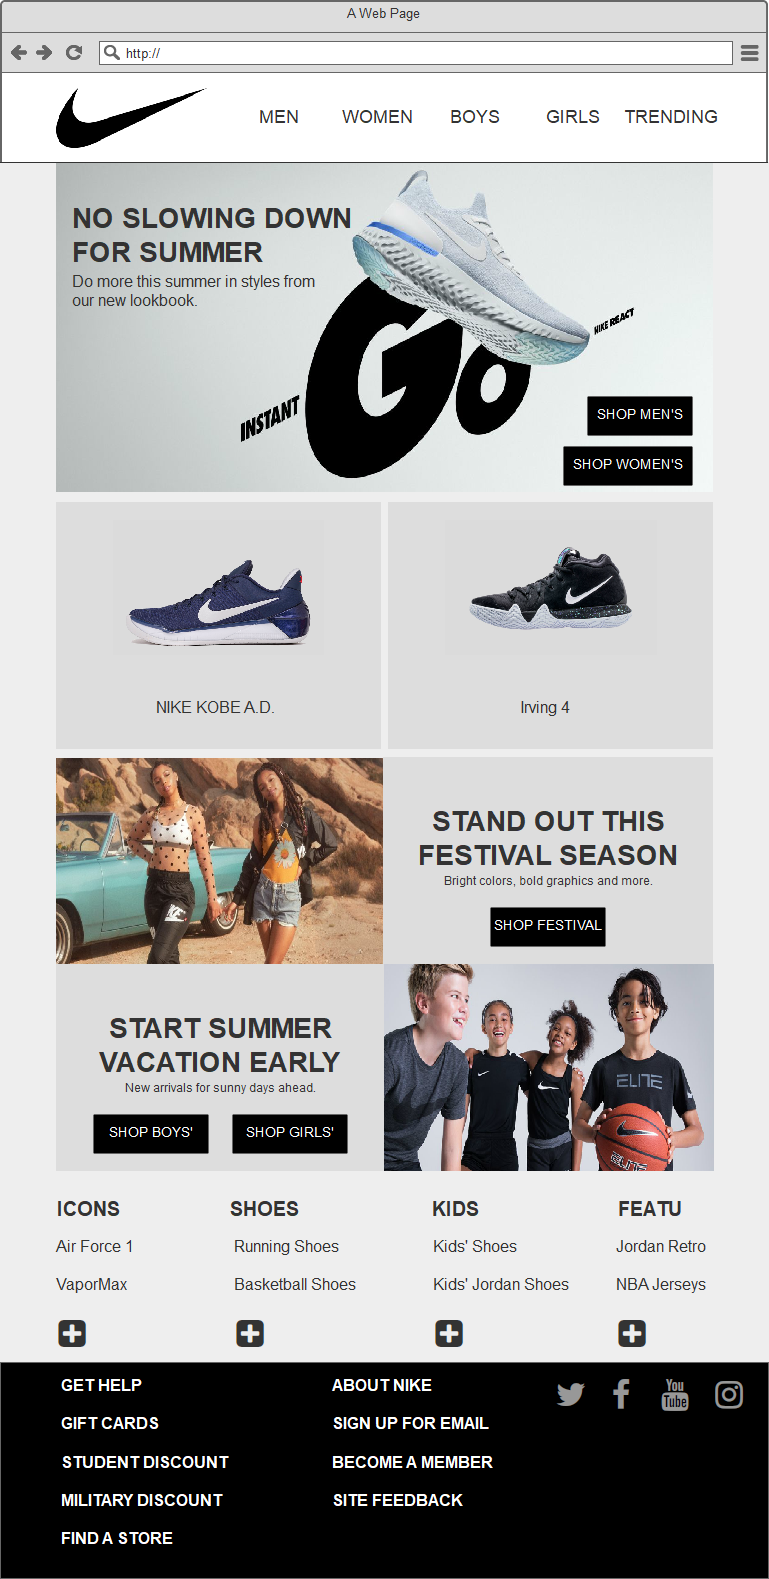 A Web Page
http://
MEN WOMEN BOYS GIRLS TRENDING
NO SLOWING DOWN
FOR SUMMER
Do more this summer in styles from
our new lookbook.
NIKE REACT
INSTANT Go
SHOP MEN'S
SHOP WOMEN'S
NIKE KOBE A.D.
Irving 4
STAND OUT THIS
FESTIVAL SEASON
Bright colors, bold graphics and more.
SHOP FESTIVAL
START SUMMER
VACATION EARLY
New arrivals for sunny days ahead.
SHOP BOYS' SHOP GIRLS'
ELITE
ELITE
ICONS SHOES KIDS FEATU
Air Force 1 Running Shoes Kids' Shoes Jordan Retro
VaporMax Basketball Shoes Kids' Jordan Shoes NBA Jerseys
GET HELP ABOUT NIKE You
Tube
GIFT CARDS SIGN UP FOR EMAIL
STUDENT DISCOUNT BECOME A MEMBER
MILITARY DISCOUNT SITE FEEDBACK
FIND A STORE